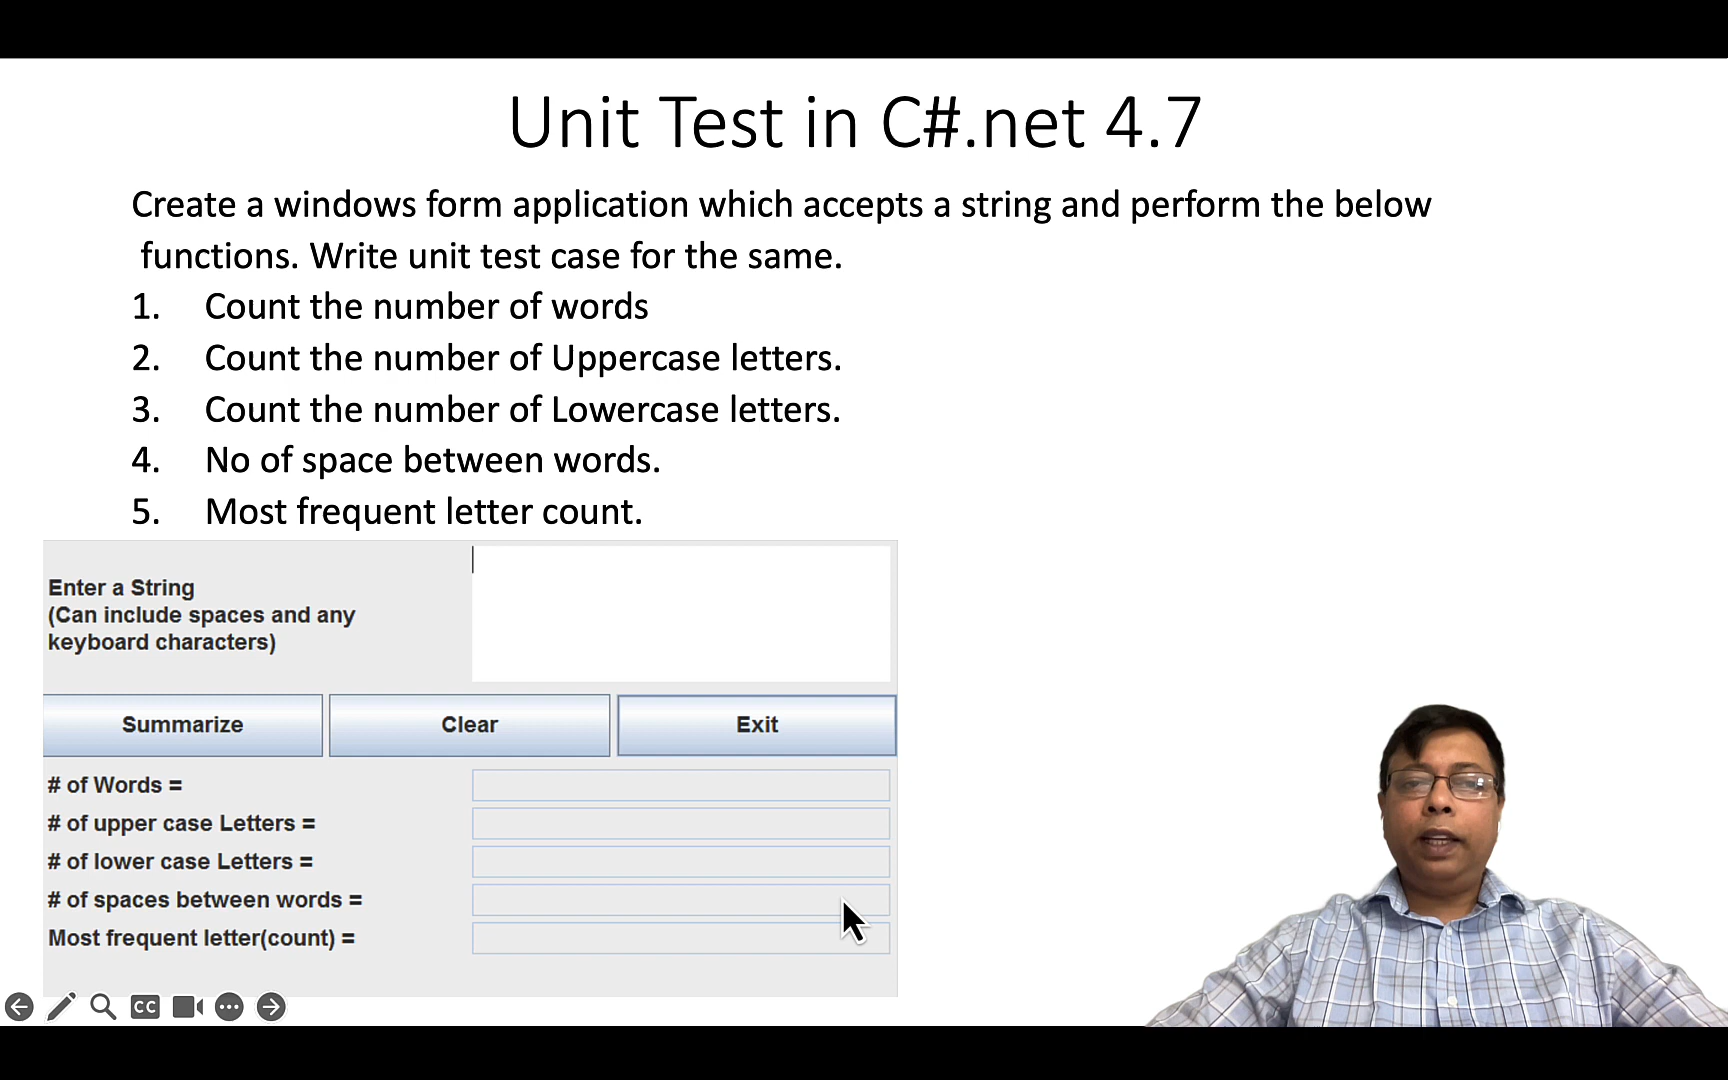 Unit Test in C#.net 4.7
Create a windows form application which accepts a string and perform the below
functions. Write unit test case for the same.
1. Count the number of words
2. Count the number of Uppercase letters.
3. Count the number of Lowercase letters.
4. No of space between words.
5. Most frequent letter count.
Enter a String
(Can include spaces and any
keyboard characters)
Summarize Clear Exit
# of Words =
# of upper case Letters =
# of lower case Letters =
# of spaces between words =
Most frequent letter(count) =
CC